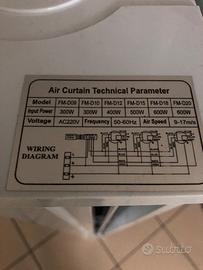 Air Curtain Technical Parameter
Model FM-D09 FM-D10 FM-D12 FM-D15 FM-D18 FM-D20
Input Power 300W 300W 400W 500W 600W 600W
Voltage AC220V Frequency 50-60Hz Air Speed 9-17m/s
WIRING
DIAGRAM
Subito